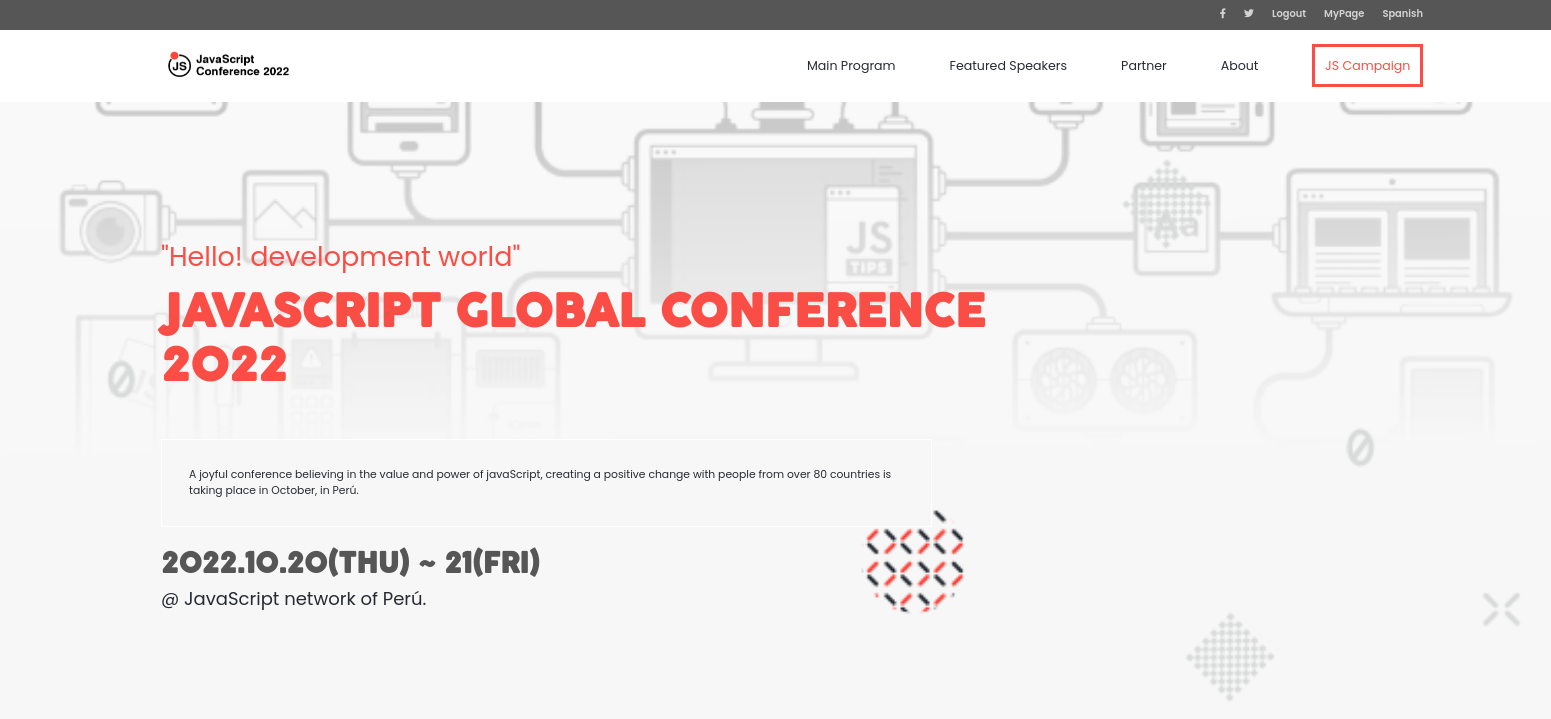 Logout MyPage Spanish
JS JavaScript
Conference 2022
Main Program Featured Speakers Partner About JS Campaign
JS
TIPS
Aa
"Hello! development world"
JAVASCRIPT GLOBAL CONFERENCE
2022
0
0
A joyful conference believing in the value and power of javaScript, creating a positive change with people from over 80 countries is
taking place in October, in Perú.
2022.10.20(THU) ~ 21(FRI)
@ JavaScript network of Perú.